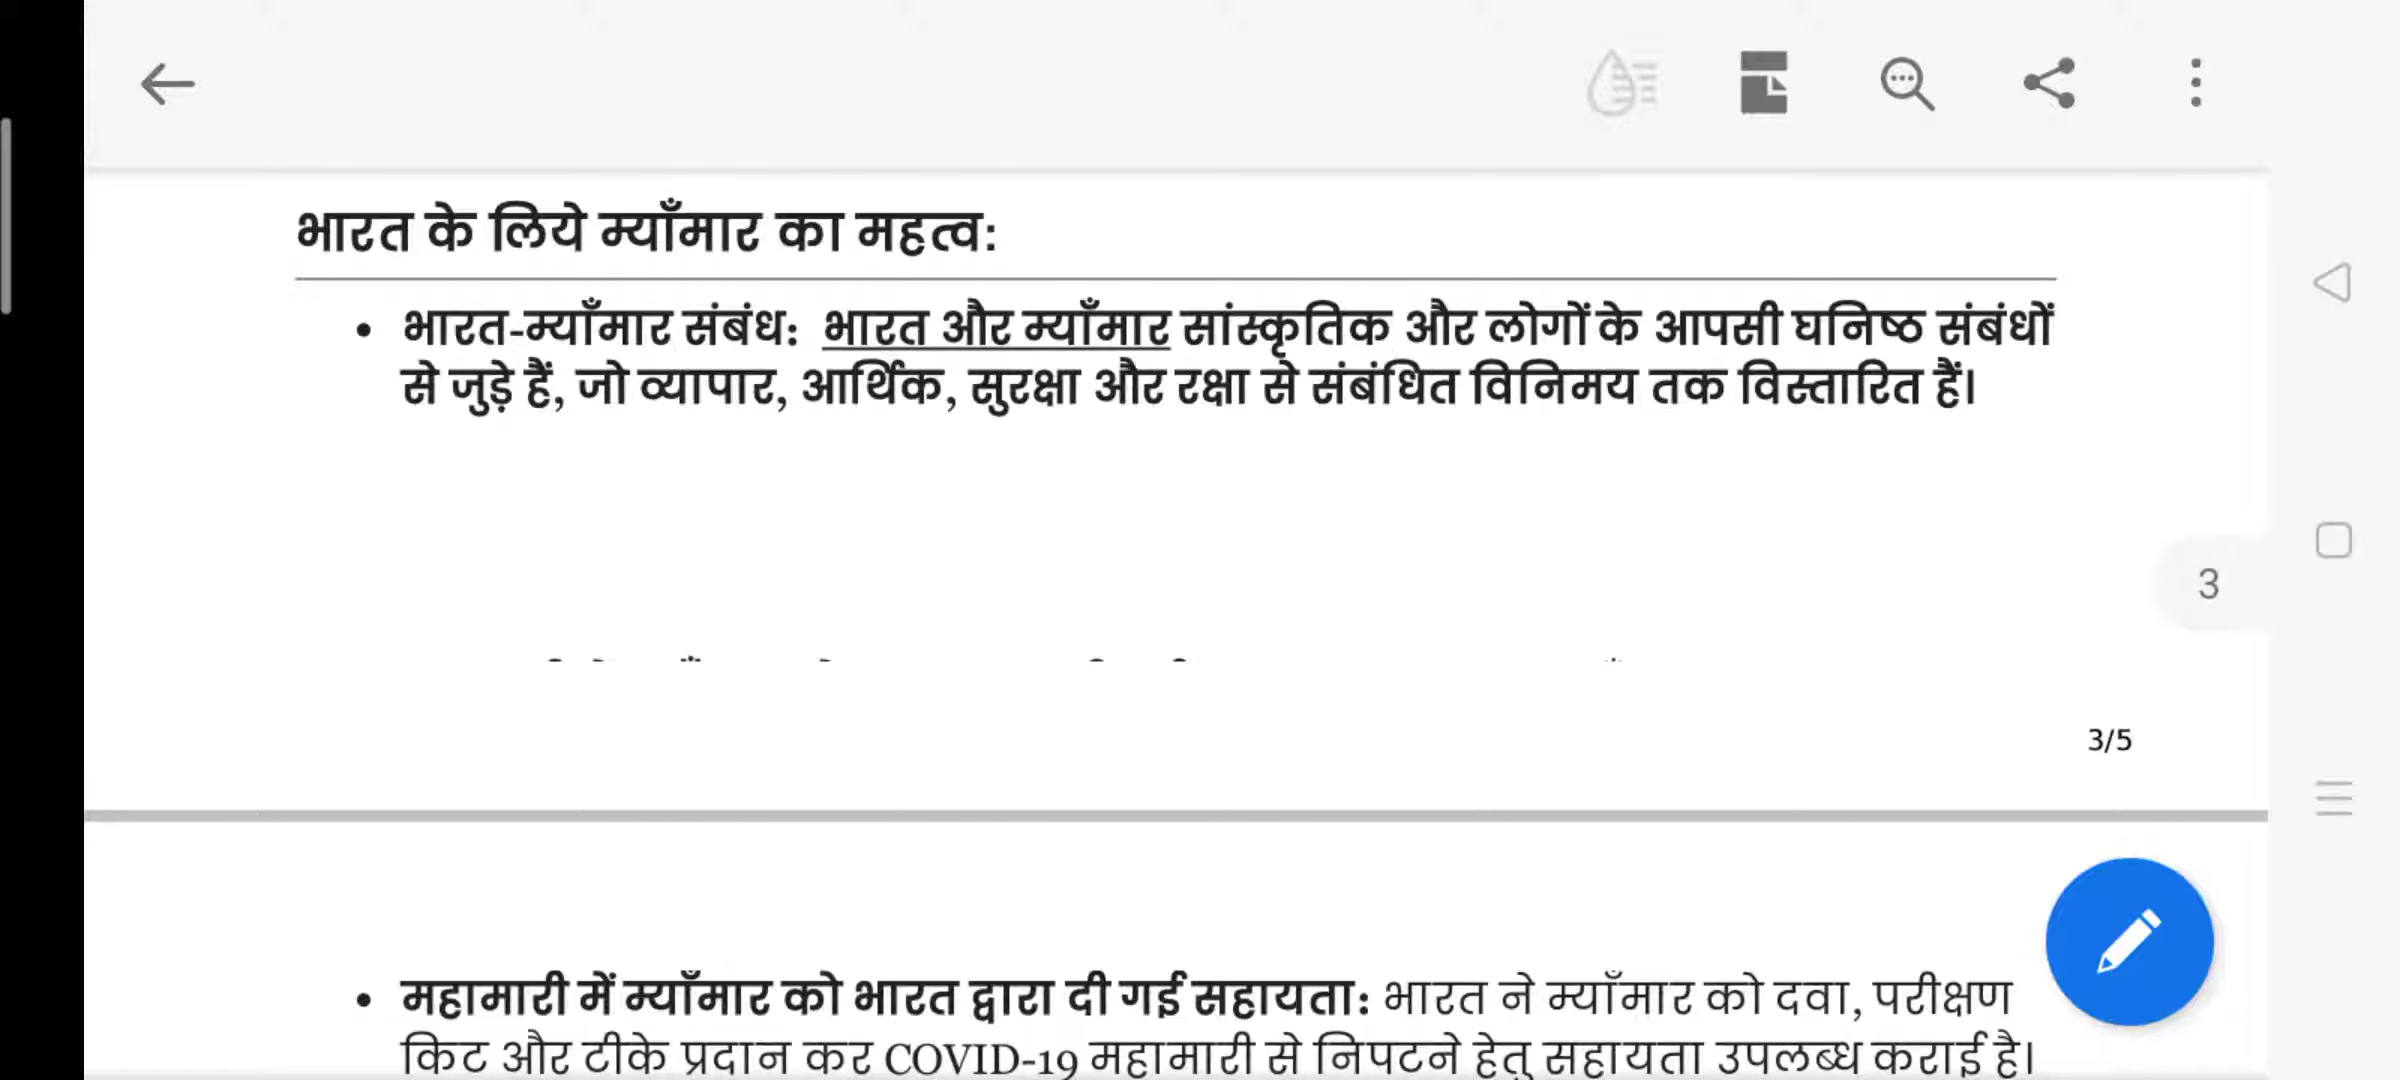 भारत के लिये म्याँमार का महत्व:
• भारत-म्याँमार संबंध: भारत और म्याँमार सांस्कृतिक और लोगों के आपसी घनिष्ठ संबंधों
से जुड़े हैं, जो व्यापार, आर्थिक, सुरक्षा और रक्षा से संबंधित विनिमय तक विस्तारित हैं।
3
3/5
• महामारी में म्याँमार को भारत द्वारा दी गई सहायता: भारत ने म्याँमार को दवा, परीक्षण
किट और टीके प्रदान कर COVID-19 महामारी से निपटने हेतु सहायता उपलब्ध कराई है।